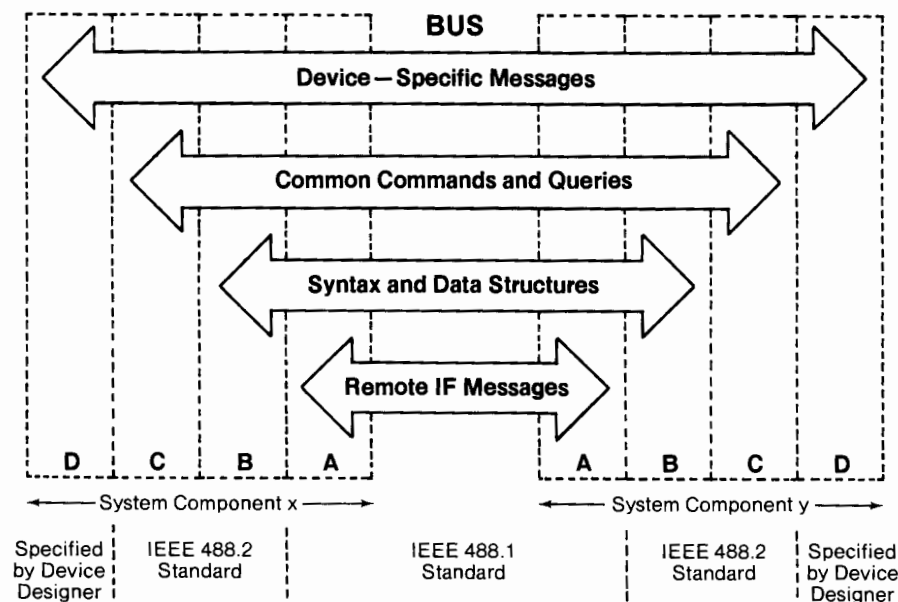 BUS
Device—Specific Messages
Common Commands and Queries
Syntax and Data Structures
Remote IF Messages
D C B A A B C D
System Component x System Component y
Specified by Device Designer
IEEE 488.2 Standard
IEEE 488.1 Standard
IEEE 488.2 Standard
Specified by Device Designer